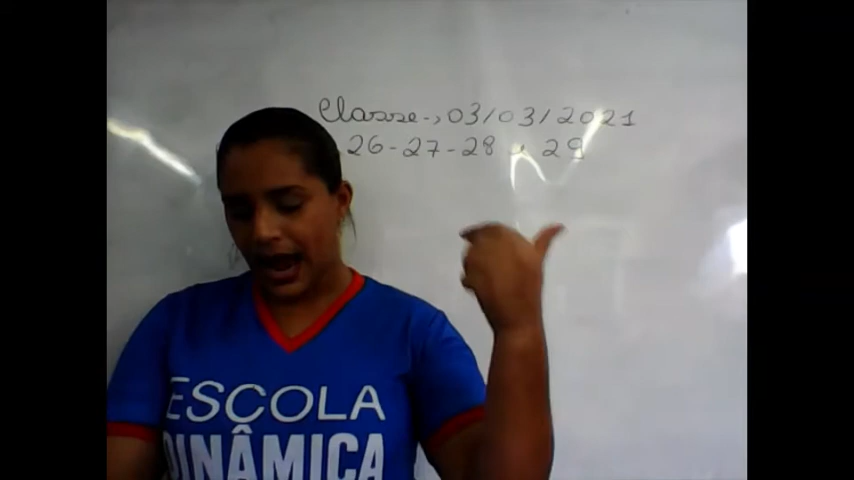 Classe-, 03/03/2021
26-27-28 e 29
ESCOLA
DINÂMICA